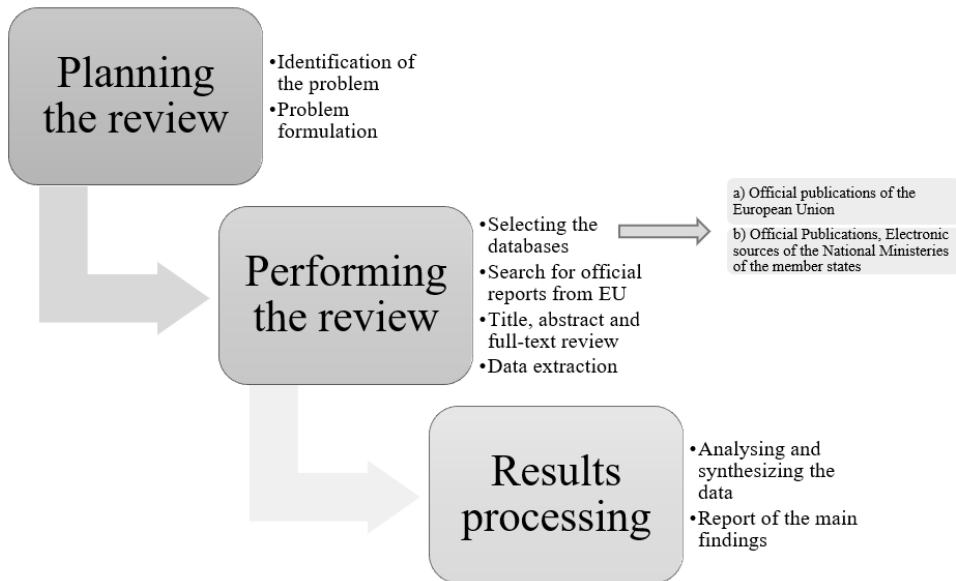 Planning
the review
•Identification of
the problem
•Problem
formulation
Performing
the review
•Selecting the
databases
•Search for official
reports from EU
•Title, abstract and
full-text review
•Data extraction
a) Official publications of the
European Union
b) Official Publications, Electronic
sources of the National Ministeries
of the member states
Results
processing
•Analysing and
synthesizing the
data
•Report of the main
findings